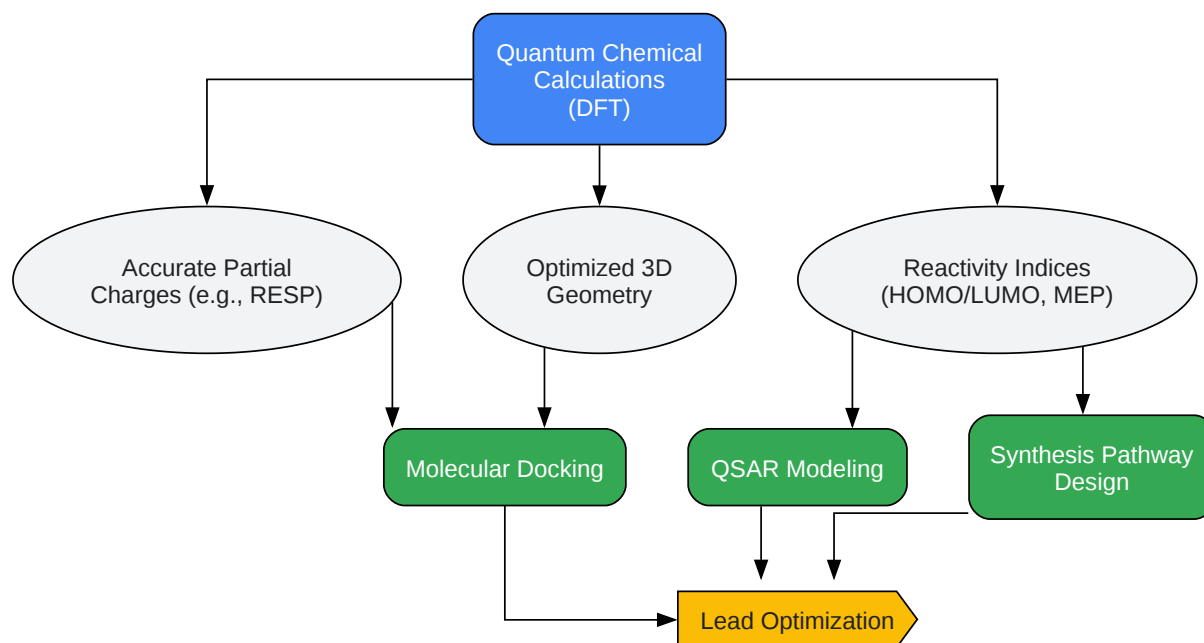 Quantum Chemical
Calculations
(DFT)
Accurate Partial
Charges (e.g., RESP)
Optimized 3D
Geometry
Reactivity Indices
(HOMO/LUMO, MEP)
Molecular Docking
QSAR Modeling
Synthesis Pathway
Design
Lead Optimization